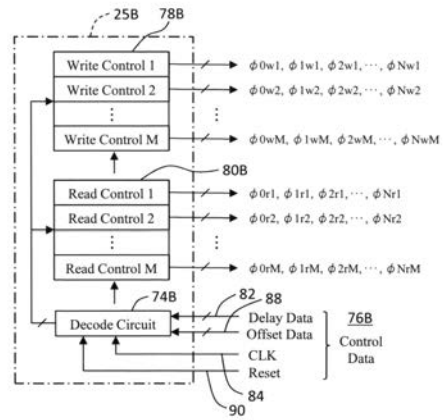 25B
78B
Write Control 1
ϕ0w1, ϕ1w1, ϕ2w1, ···, ϕNw1
Write Control 2
ϕ0w2, ϕ1w2, ϕ2w2, ···, ϕNw2
⋮ ⋮
Write Control M
ϕ0wM, ϕ1wM, ϕ2wM, ···, ϕNwM
80B
Read Control 1
ϕ0r1, ϕ1r1, ϕ2r1, ···, ϕNr1
Read Control 2
ϕ0r2, ϕ1r2, ϕ2r2, ···, ϕNr2
⋮ ⋮
Read Control M
ϕ0rM, ϕ1rM, ϕ2rM, ···, ϕNrM
74B
82
88
Decode Circuit
Delay Data
Offset Data
CLK
Reset
76B
Control
Data
84
90